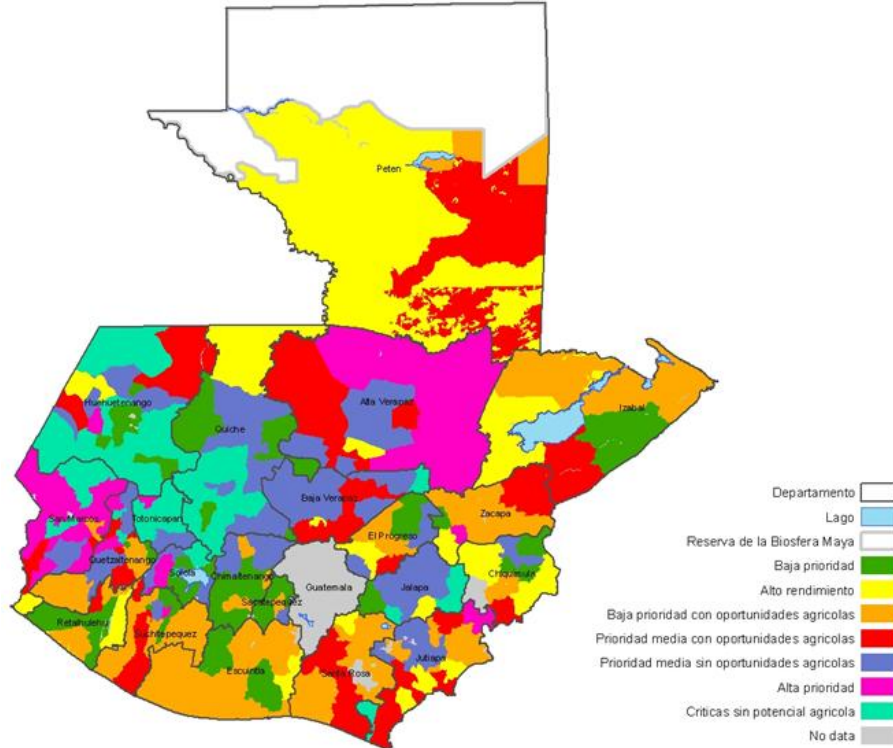 Peten
Huehuetenango
Quiche
Alta Verapaz
Izabal
Baja Verapaz
San Marcos
Totonicapan
Zacapa
El Progreso
Quetzaltenango
Solola
Chimaltenango
Guatemala
Jalapa
Chiquimula
Sacatepequez
Retalhuleu
Suchitepequez
Escuintla
Santa Rosa
Jutiapa
Departamento
Lago
Reserva de la Biosfera Maya
Baja prioridad
Alto rendimiento
Baja prioridad con oportunidades agricolas
Prioridad media con oportunidades agricolas
Prioridad media sin oportunidades agricolas
Alta prioridad
Criticas sin potencial agricola
No data